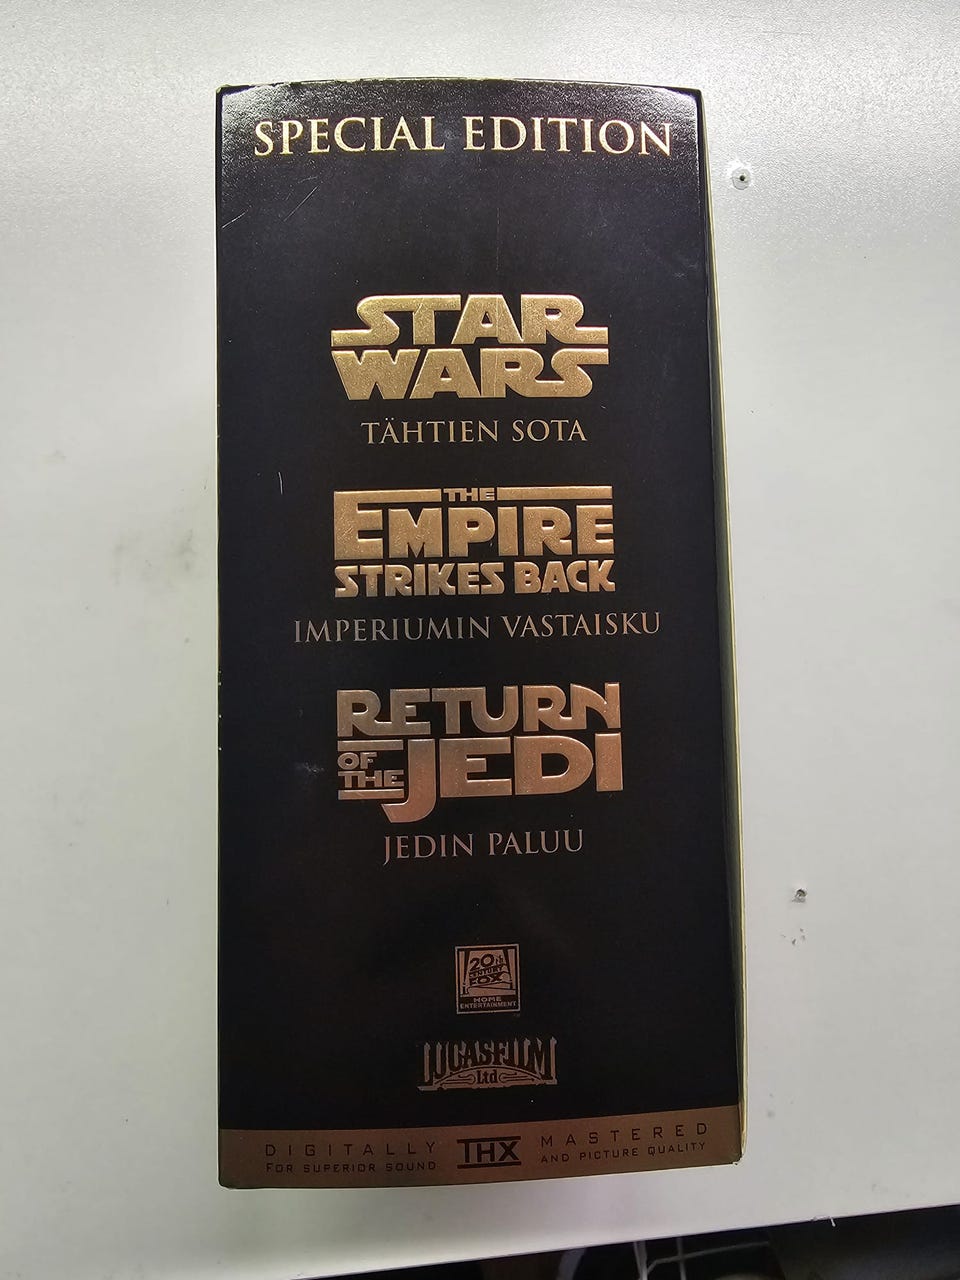 SPECIAL EDITION
STAR
WARS
TÄHTIEN SOTA
THE
EMPIRE
STRIKES BACK
IMPERIUMIN VASTAISKU
RETURN
OF THE JEDI
JEDIN PALUU
20TH
CENTURY
FOX
HOME
ENTERTAINMENT
LUCASFILM
Ltd
DIGITALLY THX MASTERED
FOR SUPERIOR SOUND AND PICTURE QUALITY